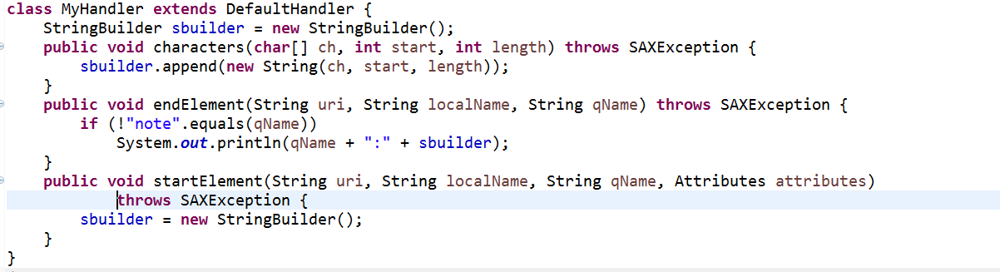 class MyHandler extends DefaultHandler {
    StringBuilder sbuilder = new StringBuilder();
    public void characters(char[] ch, int start, int length) throws SAXException {
        sbuilder.append(new String(ch, start, length));
    }
    public void endElement(String uri, String localName, String qName) throws SAXException {
        if (!"note".equals(qName))
            System.out.println(qName + ":" + sbuilder);
    }
    public void startElement(String uri, String localName, String qName, Attributes attributes)
            throws SAXException {
        sbuilder = new StringBuilder();
    }
}